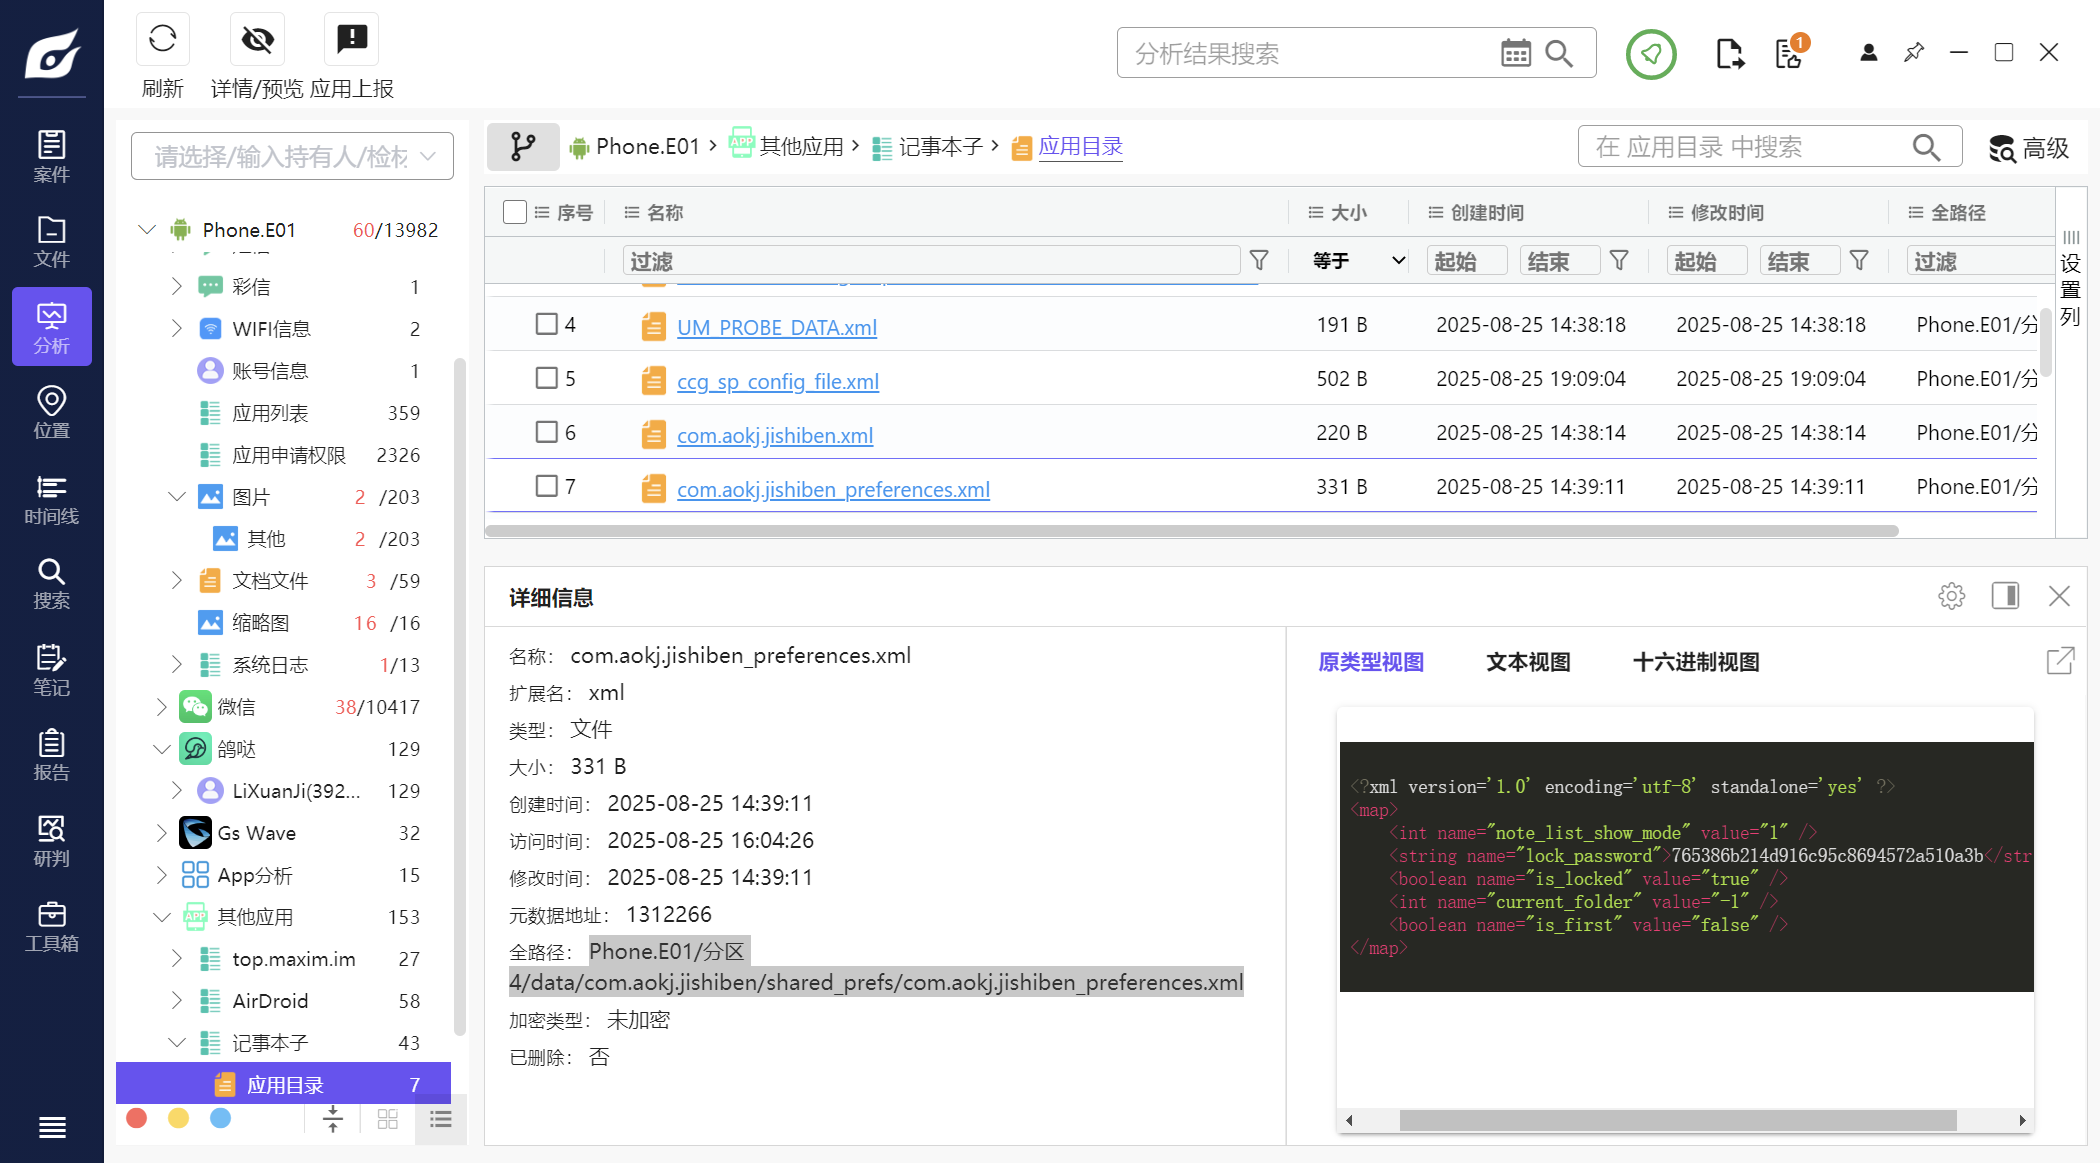 刷新
详情/预览
应用上报
分析结果搜索
1
案件
文件
分析
位置
时间线
搜索
笔记
报告
研判
工具箱
请选择/输入持有人/检材
Phone.E01 60/13982
彩信 1
WIFI信息 2
账号信息 1
应用列表 359
应用申请权限 2326
图片 2 /203
其他 2 /203
文档文件 3 /59
缩略图 16 /16
系统日志 1/13
微信 38/10417
鸽哒 129
LiXuanJi(392... 129
Gs Wave 32
App分析 15
APP 其他应用 153
top.maxim.im 27
AirDroid 58
记事本子 43
应用目录 7
Phone.E01 > APP 其他应用 > 记事本子 > 应用目录
在 应用目录 中搜索
高级
序号 名称 大小 创建时间 修改时间 全路径
过滤 等于 起始 结束 起始 结束 过滤
设置列
4 UM_PROBE_DATA.xml 191 B 2025-08-25 14:38:18 2025-08-25 14:38:18 Phone.E01/分
5 ccg_sp_config_file.xml 502 B 2025-08-25 19:09:04 2025-08-25 19:09:04 Phone.E01/分
6 com.aokj.jishiben.xml 220 B 2025-08-25 14:38:14 2025-08-25 14:38:14 Phone.E01/分
7 com.aokj.jishiben_preferences.xml 331 B 2025-08-25 14:39:11 2025-08-25 14:39:11 Phone.E01/分
详细信息
名称: com.aokj.jishiben_preferences.xml
扩展名: xml
类型: 文件
大小: 331 B
创建时间: 2025-08-25 14:39:11
访问时间: 2025-08-25 16:04:26
修改时间: 2025-08-25 14:39:11
元数据地址: 1312266
全路径: Phone.E01/分区
4/data/com.aokj.jishiben/shared_prefs/com.aokj.jishiben_preferences.xml
加密类型: 未加密
已删除: 否
原类型视图 文本视图 十六进制视图
<?xml version='1.0' encoding='utf-8' standalone='yes' ?>
<map>
<int name="note_list_show_mode" value="1" />
<string name="lock_password">765386b214d916c95c8694572a510a3b</str
<boolean name="is_locked" value="true" />
<int name="current_folder" value="-1" />
<boolean name="is_first" value="false" />
</map>